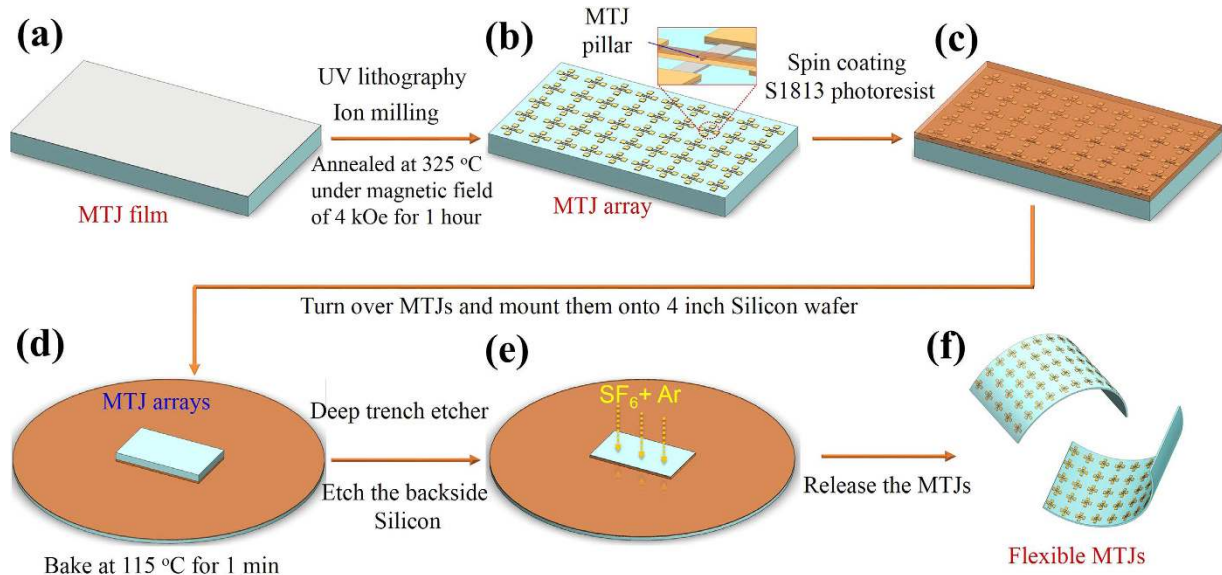 (a)
UV lithography
Ion milling
Annealed at 325 °C
under magnetic field
of 4 kOe for 1 hour
MTJ film
(b)
MTJ
pillar
MTJ array
Spin coating
S1813 photoresist
(c)
Turn over MTJs and mount them onto 4 inch Silicon wafer
(d)
MTJ arrays
Bake at 115 °C for 1 min
Deep trench etcher
Etch the backside
Silicon
(e)
SF6+ Ar
Release the MTJs
(f)
Flexible MTJs